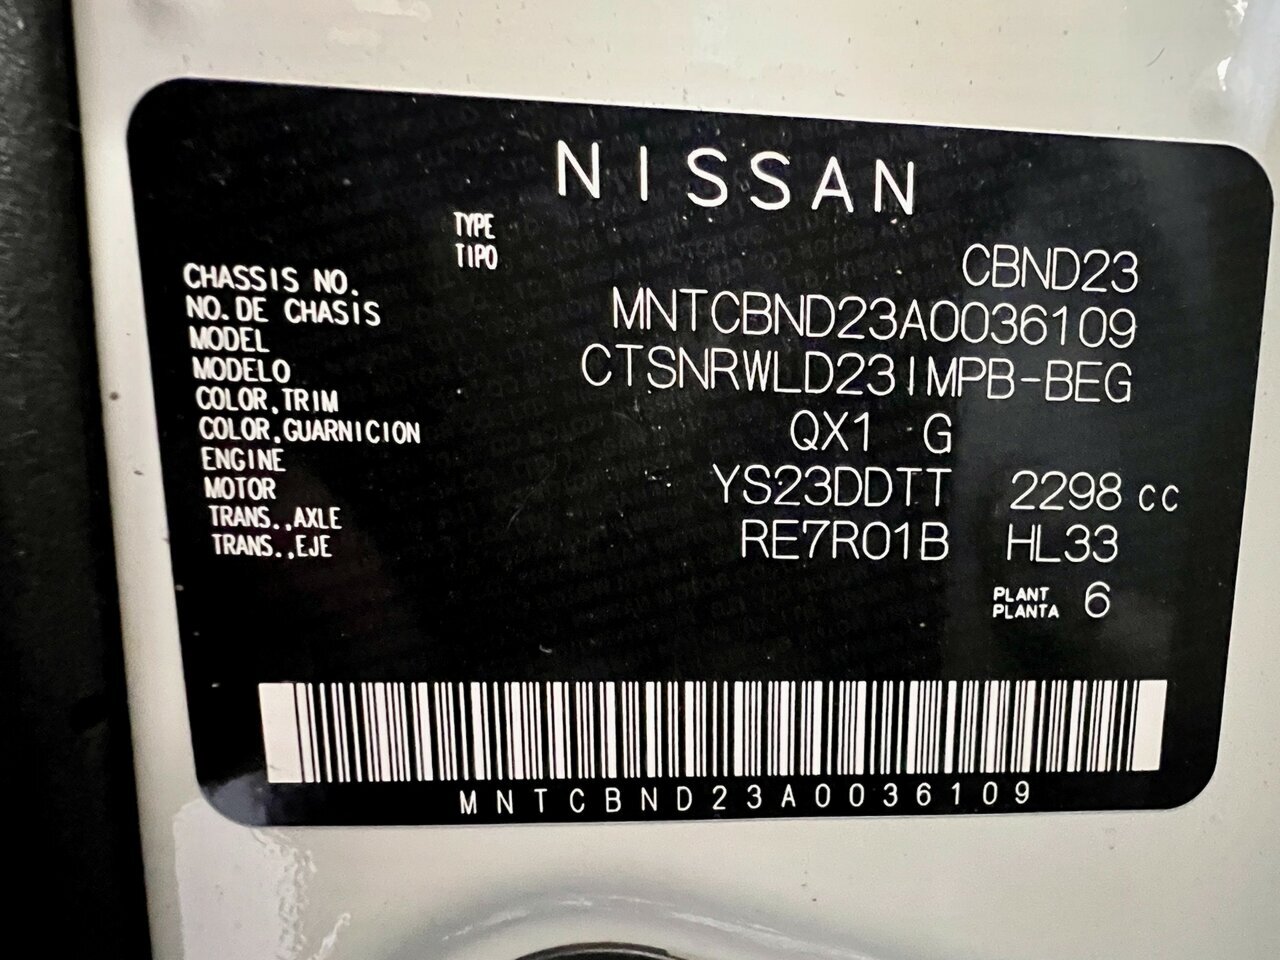 NISSAN
TYPE
TIPO
CBND23
CHASSIS NO.
NO. DE CHASIS
MNTCBND23A0036109
MODEL
MODELO
CTSNRWLD23IMPB-BEG
COLOR,TRIM
COLOR,GUARNICION
QX1 G
ENGINE
MOTOR
YS23DDTT 2298 cc
TRANS.,AXLE
TRANS.,EJE
RE7R01B HL33
PLANT
PLANTA
6
MNTCBND23A0036109